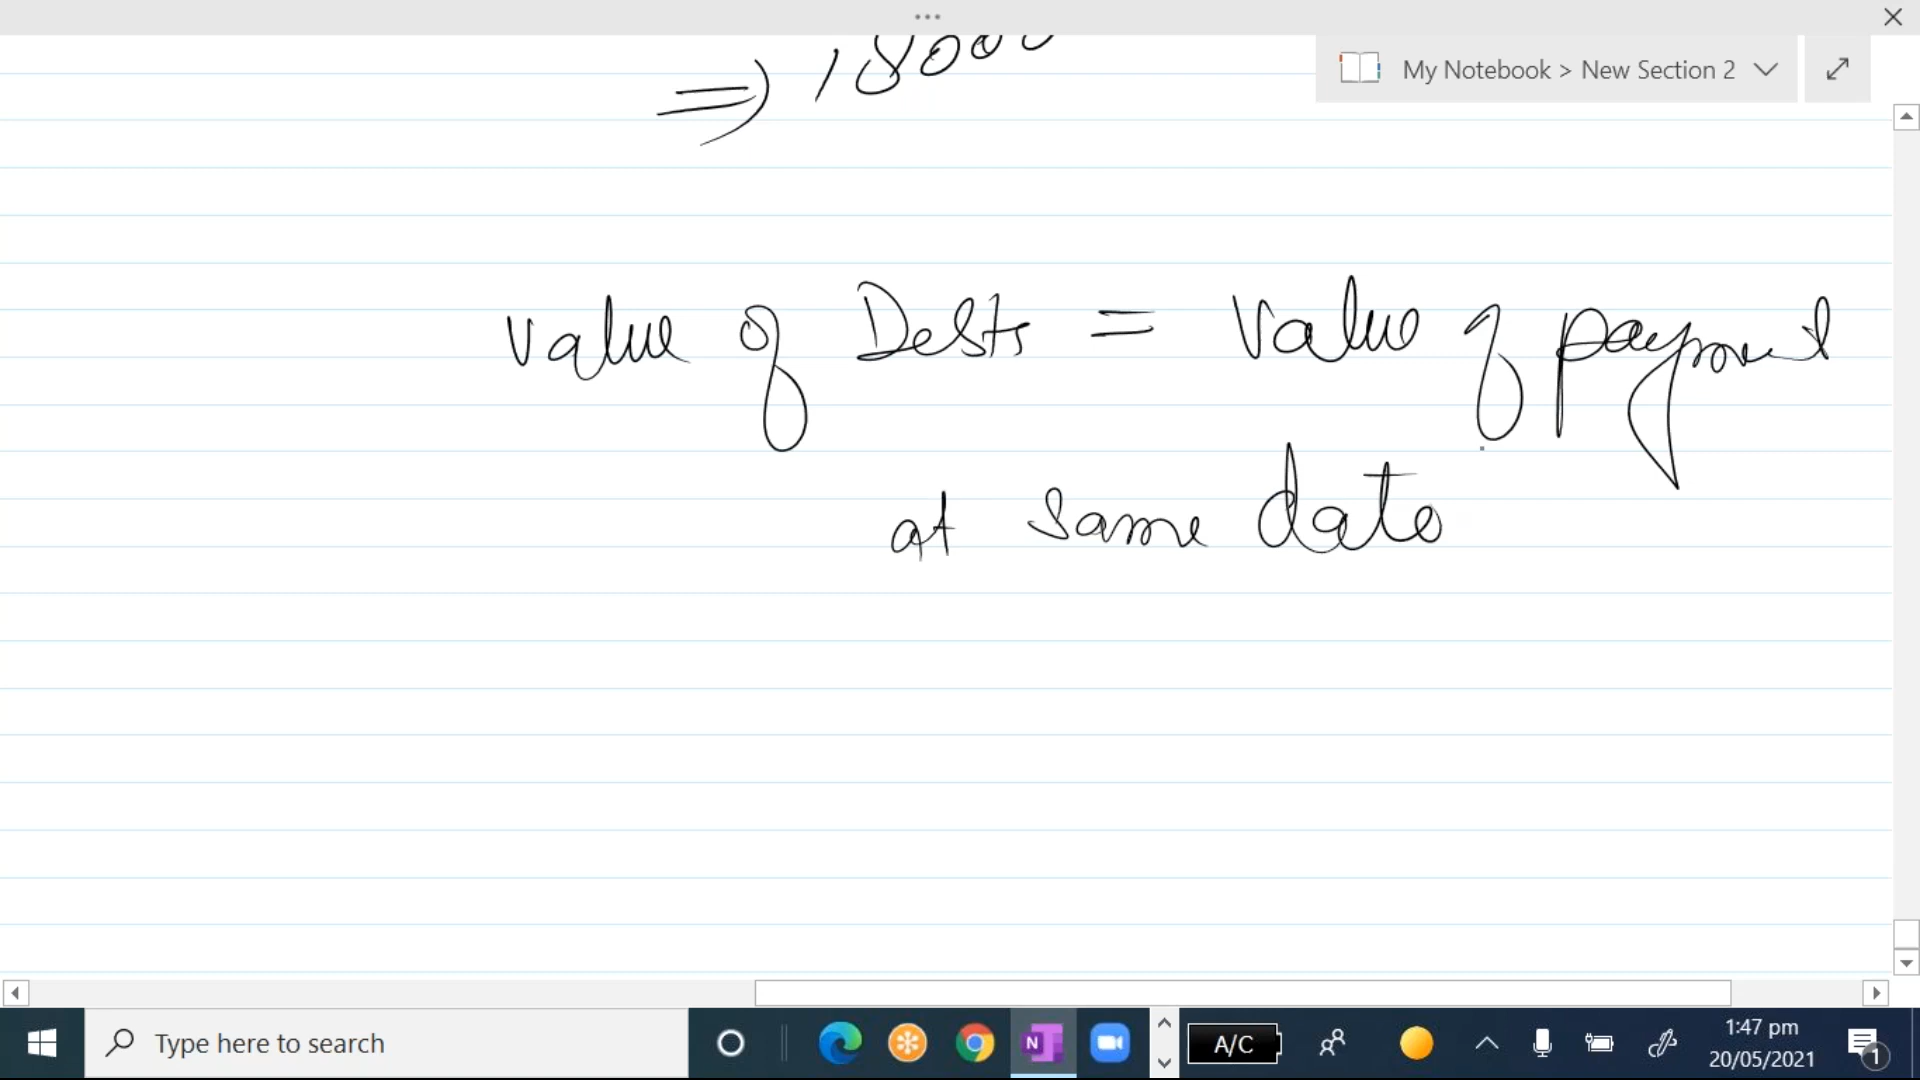 ⇒ 18000
My Notebook > New Section 2
Value of Debts = Value of payment
at same date
Type here to search
N
A/C
1:47 pm
20/05/2021
1